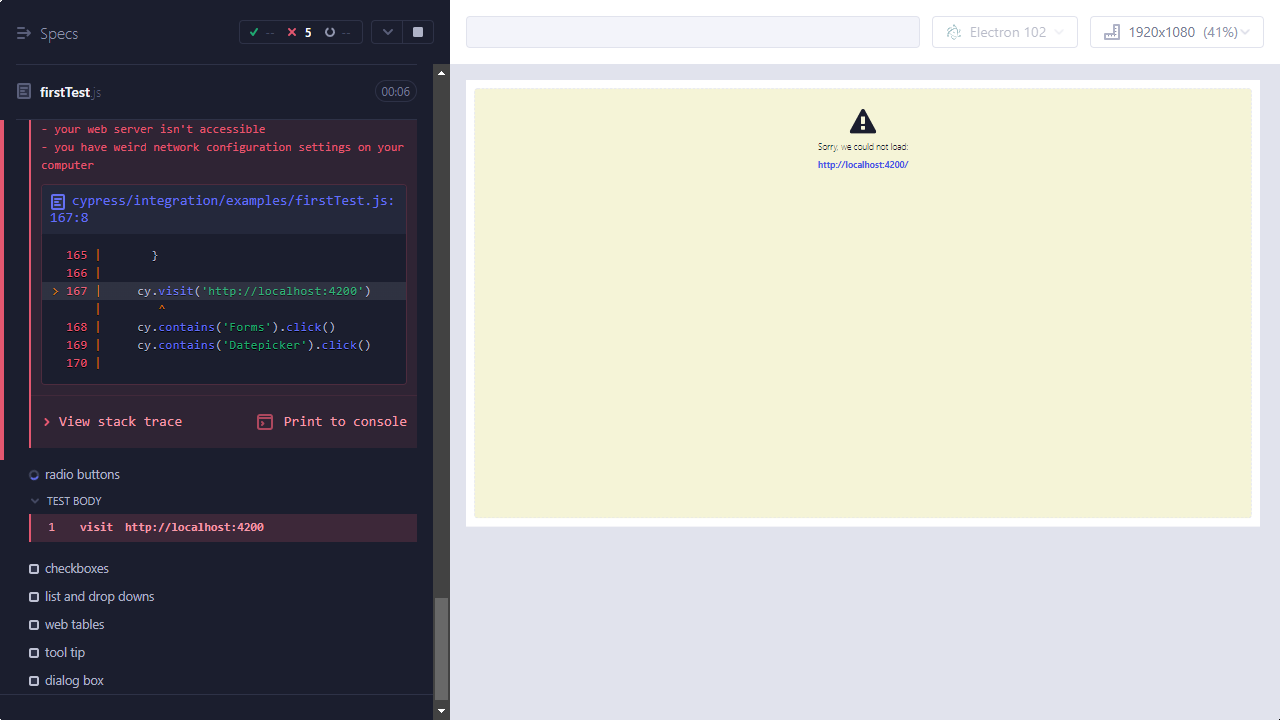 Specs
-- 5 --
firstTest.js
00:06
- your web server isn't accessible
- you have weird network configuration settings on your
computer
cypress/integration/examples/firstTest.js:
167:8
165 | }
166 |
> 167 | cy.visit('http://localhost:4200')
| ^
168 | cy.contains('Forms').click()
169 | cy.contains('Datepicker').click()
170 |
View stack trace
Print to console
radio buttons
TEST BODY
1 visit http://localhost:4200
checkboxes
list and drop downs
web tables
tool tip
dialog box
Electron 102
1920x1080 (41%)
Sorry, we could not load:
http://localhost:4200/